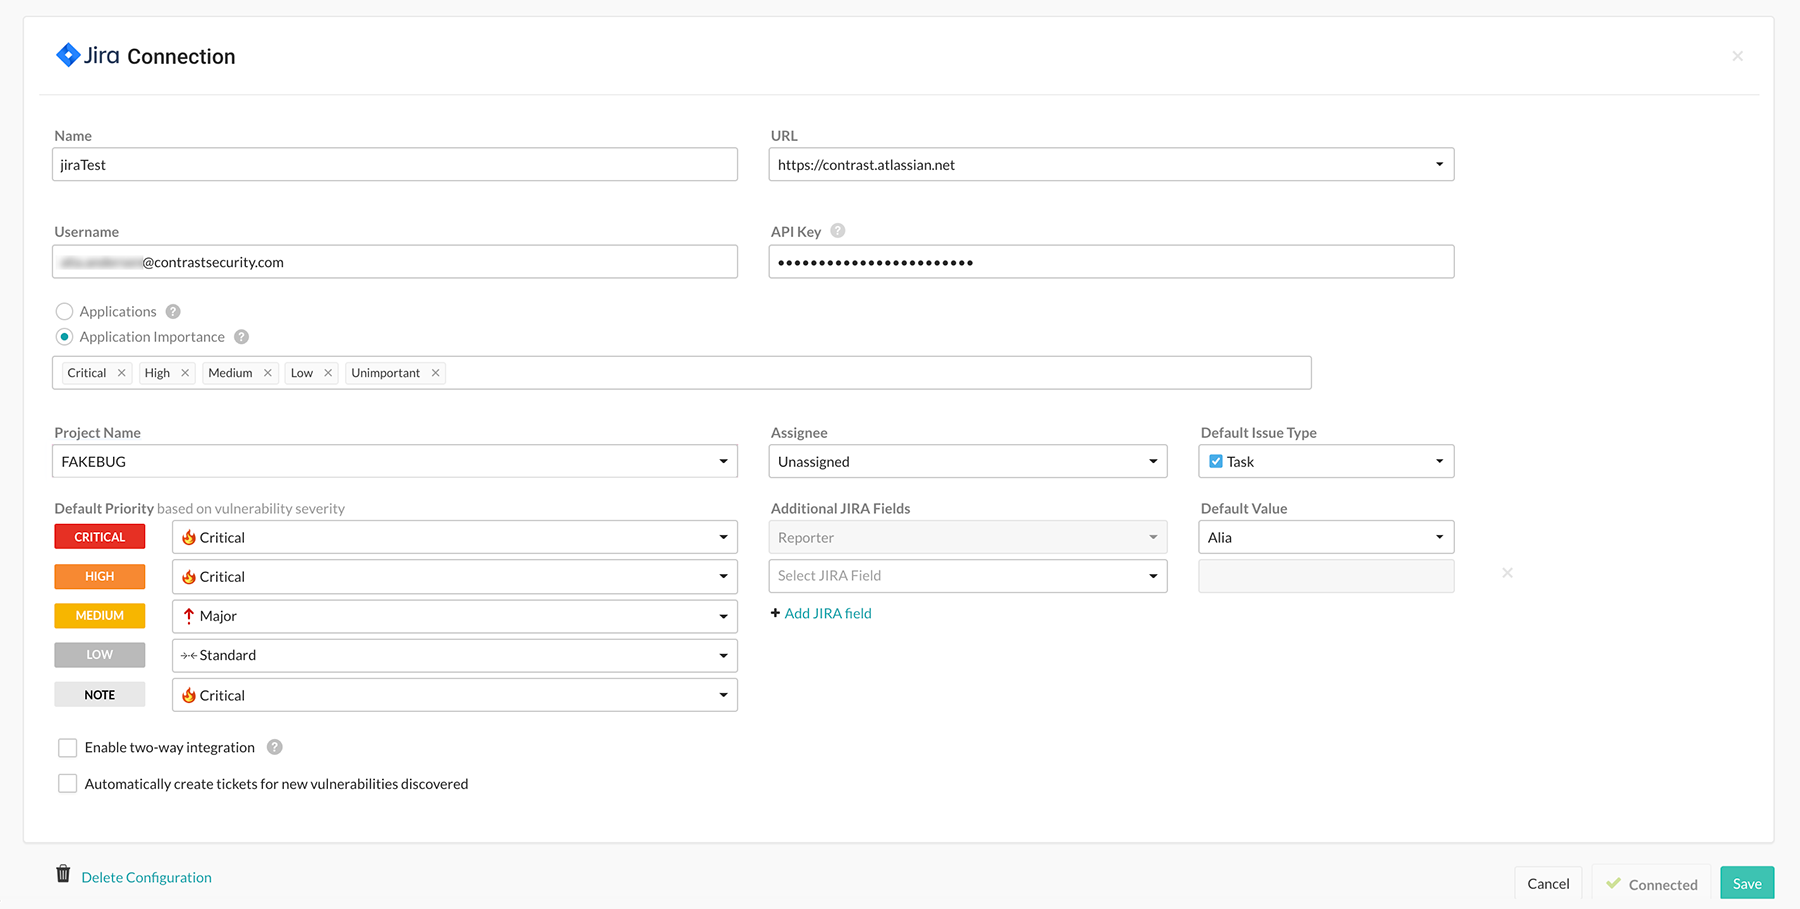 Jira Connection
Name
URL
jiraTest
https://contrast.atlassian.net
Username
API Key ?
@contrastsecurity.com
••••••••••••••••••••••••
Applications ?
Application Importance ?
Critical × High × Medium × Low × Unimportant ×
Project Name
Assignee
Default Issue Type
FAKEBUG
Unassigned
Task
Default Priority based on vulnerability severity
Additional JIRA Fields
Default Value
CRITICAL
Critical
Reporter
Alia
HIGH
Critical
Select JIRA Field
MEDIUM
Major
+ Add JIRA field
LOW
Standard
NOTE
Critical
Enable two-way integration ?
Automatically create tickets for new vulnerabilities discovered
Delete Configuration
Cancel
Connected
Save